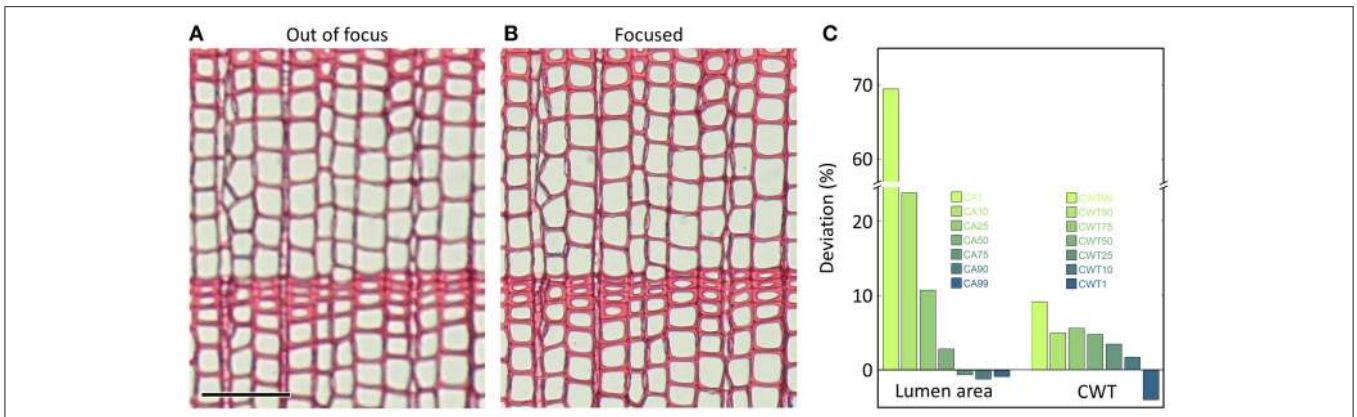 A Out of focus
B Focused
C
Deviation (%)
70
60
20
10
0
CA1
CA10
CA25
CA50
CA75
CA90
CA99
CWT99
CWT90
CWT75
CWT50
CWT25
CWT10
CWT1
Lumen area
CWT